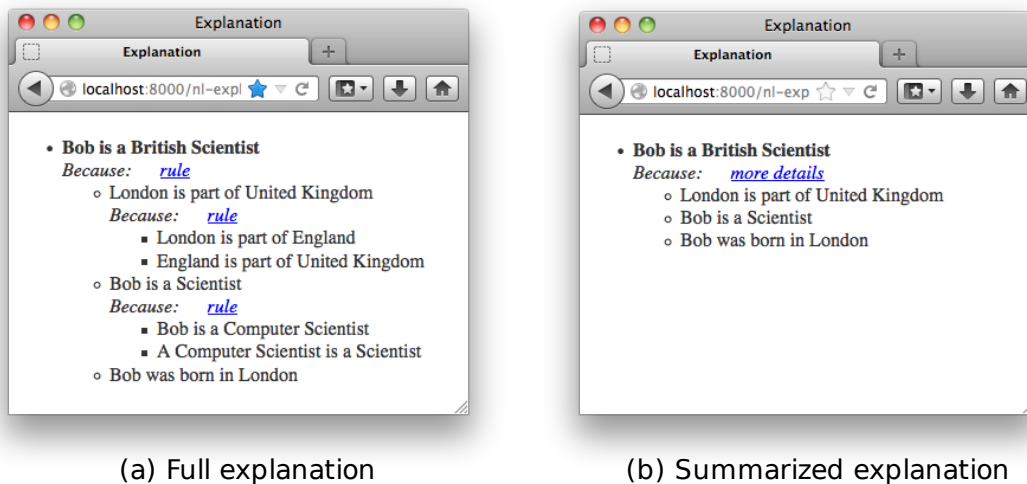 Explanation
Explanation
localhost:8000/nl-expl
• Bob is a British Scientist
Because: rule
◦ London is part of United Kingdom
Because: rule
▪ London is part of England
▪ England is part of United Kingdom
◦ Bob is a Scientist
Because: rule
▪ Bob is a Computer Scientist
▪ A Computer Scientist is a Scientist
◦ Bob was born in London
(a) Full explanation
Explanation
Explanation
localhost:8000/nl-exp
• Bob is a British Scientist
Because: more details
◦ London is part of United Kingdom
◦ Bob is a Scientist
◦ Bob was born in London
(b) Summarized explanation